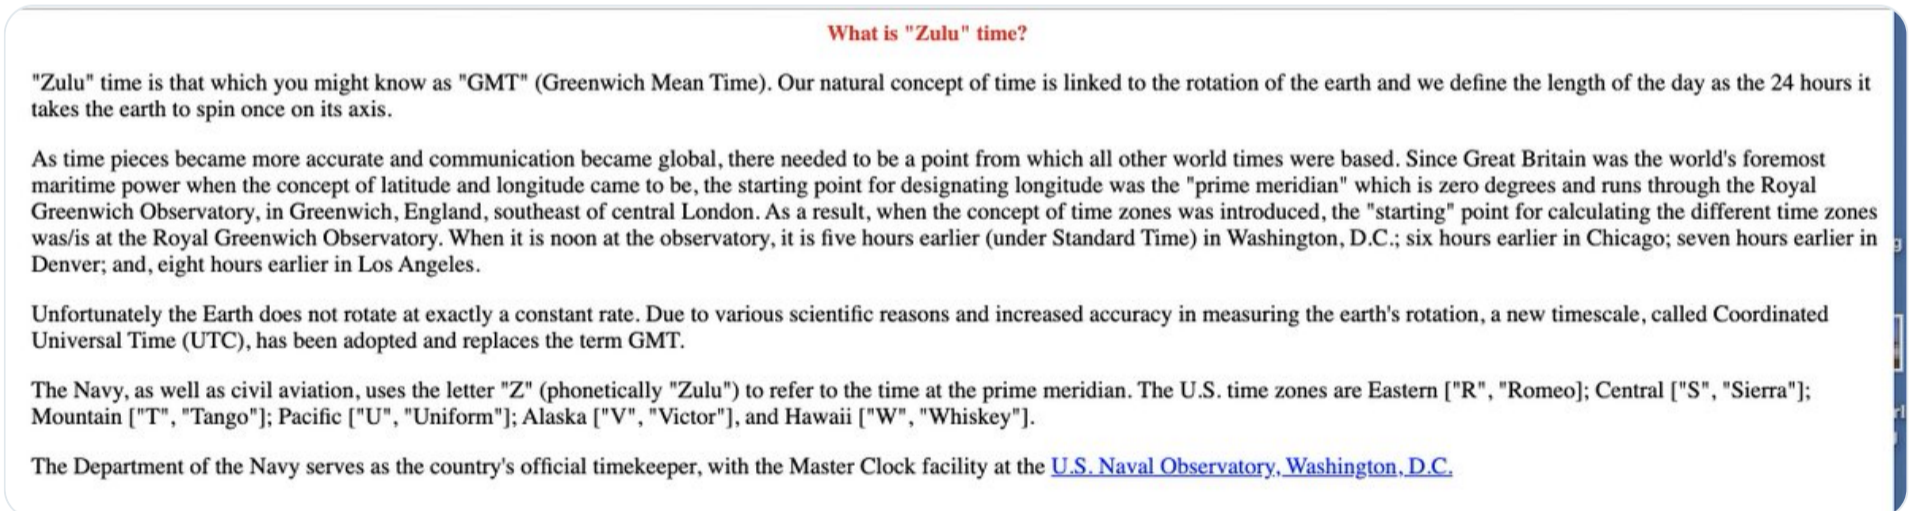 What is "Zulu" time?
"Zulu" time is that which you might know as "GMT" (Greenwich Mean Time). Our natural concept of time is linked to the rotation of the earth and we define the length of the day as the 24 hours it
takes the earth to spin once on its axis.
As time pieces became more accurate and communication became global, there needed to be a point from which all other world times were based. Since Great Britain was the world's foremost
maritime power when the concept of latitude and longitude came to be, the starting point for designating longitude was the "prime meridian" which is zero degrees and runs through the Royal
Greenwich Observatory, in Greenwich, England, southeast of central London. As a result, when the concept of time zones was introduced, the "starting" point for calculating the different time zones
was/is at the Royal Greenwich Observatory. When it is noon at the observatory, it is five hours earlier (under Standard Time) in Washington, D.C.; six hours earlier in Chicago; seven hours earlier in
Denver; and, eight hours earlier in Los Angeles.
Unfortunately the Earth does not rotate at exactly a constant rate. Due to various scientific reasons and increased accuracy in measuring the earth's rotation, a new timescale, called Coordinated
Universal Time (UTC), has been adopted and replaces the term GMT.
The Navy, as well as civil aviation, uses the letter "Z" (phonetically "Zulu") to refer to the time at the prime meridian. The U.S. time zones are Eastern ["R", "Romeo]; Central ["S", "Sierra"];
Mountain ["T", "Tango"]; Pacific ["U", "Uniform"]; Alaska ["V", "Victor"], and Hawaii ["W", "Whiskey"].
The Department of the Navy serves as the country's official timekeeper, with the Master Clock facility at the U.S. Naval Observatory, Washington, D.C.